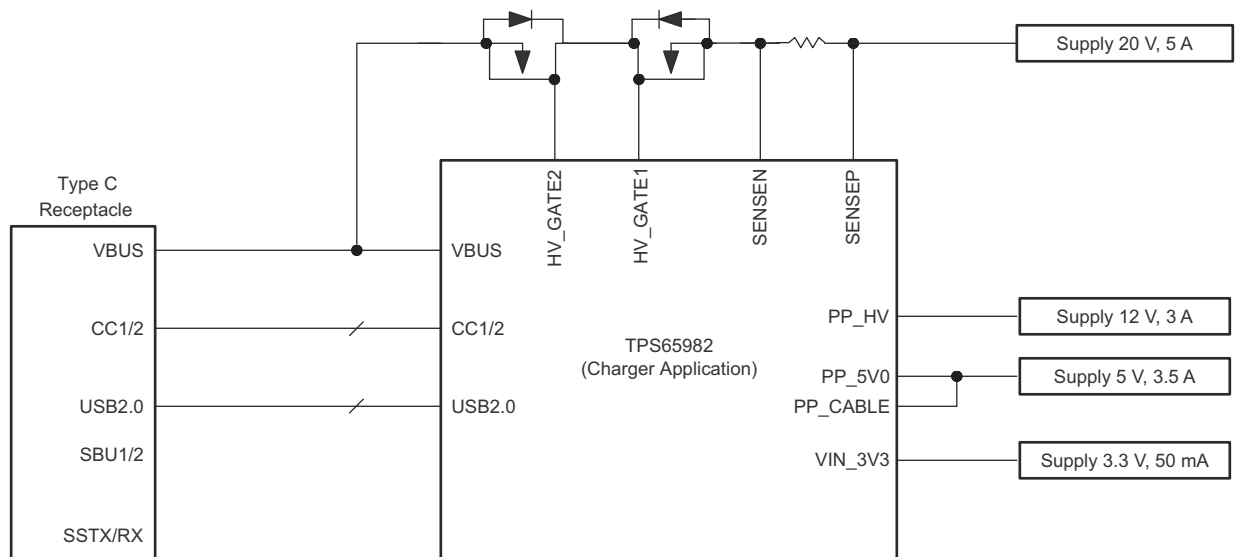 Supply 20 V, 5 A
HV_GATE2
HV_GATE1
SENSEN
SENSEP
Type C
Receptacle
VBUS
VBUS
CC1/2
CC1/2
USB2.0
USB2.0
SBU1/2
SSTX/RX
TPS65982
(Charger Application)
PP_HV
Supply 12 V, 3 A
PP_5V0
Supply 5 V, 3.5 A
PP_CABLE
VIN_3V3
Supply 3.3 V, 50 mA